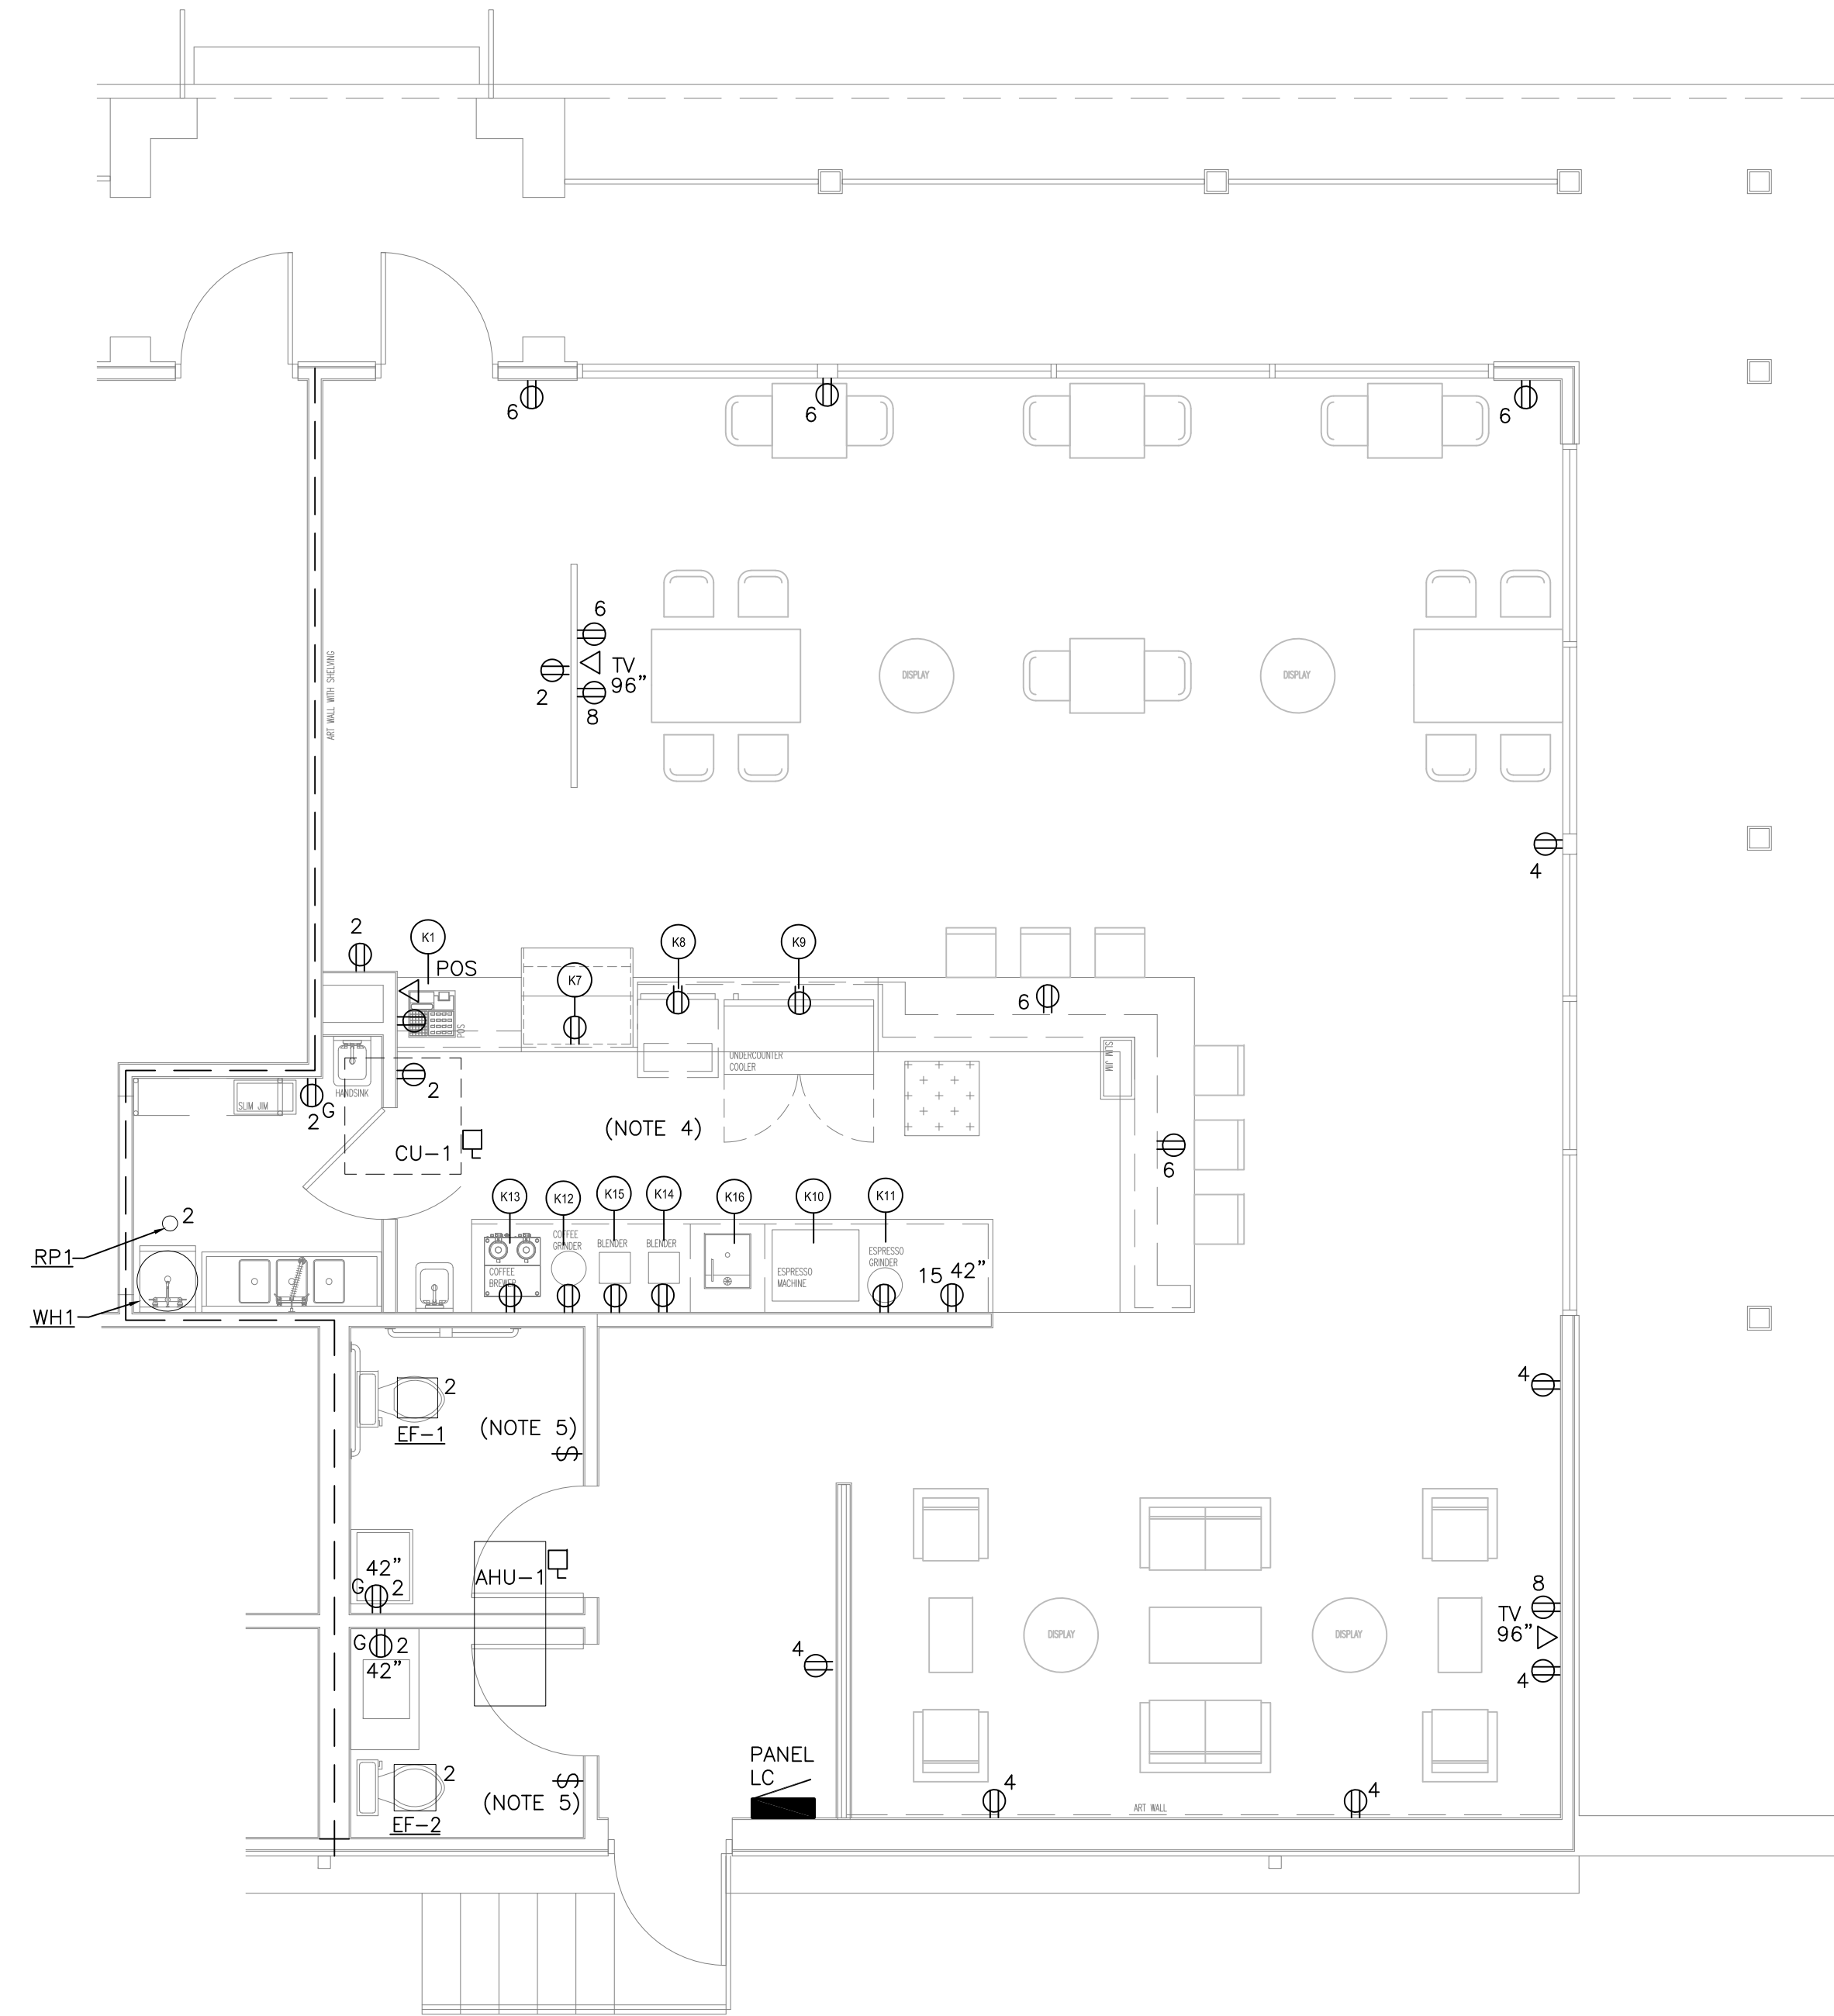 6
6
6
6
TV
96"
2
8
DISPLAY
DISPLAY
ART WALL WITH SHELVING
4
2
K1
POS
K7
K8
K9
6
POS
UNDERCOUNTER
COOLER
SLIM JIM
HANDSINK
SLIM JIM
2
G
2
(NOTE 4)
CU-1
6
K13
K12
K15
K14
K16
K10
K11
RP1
2
COFFEE
GRINDER
BLENDER
BLENDER
ESPRESSO
GRINDER
COFFEE
BREWER
ESPRESSO
MACHINE
15 42"
WH1
4
2
EF-1
(NOTE 5)
$
42"
G
2
AHU-1
8
TV
96"
4
G
2
42"
4
DISPLAY
DISPLAY
PANEL
LC
2
EF-2
$
(NOTE 5)
4
4
ART WALL